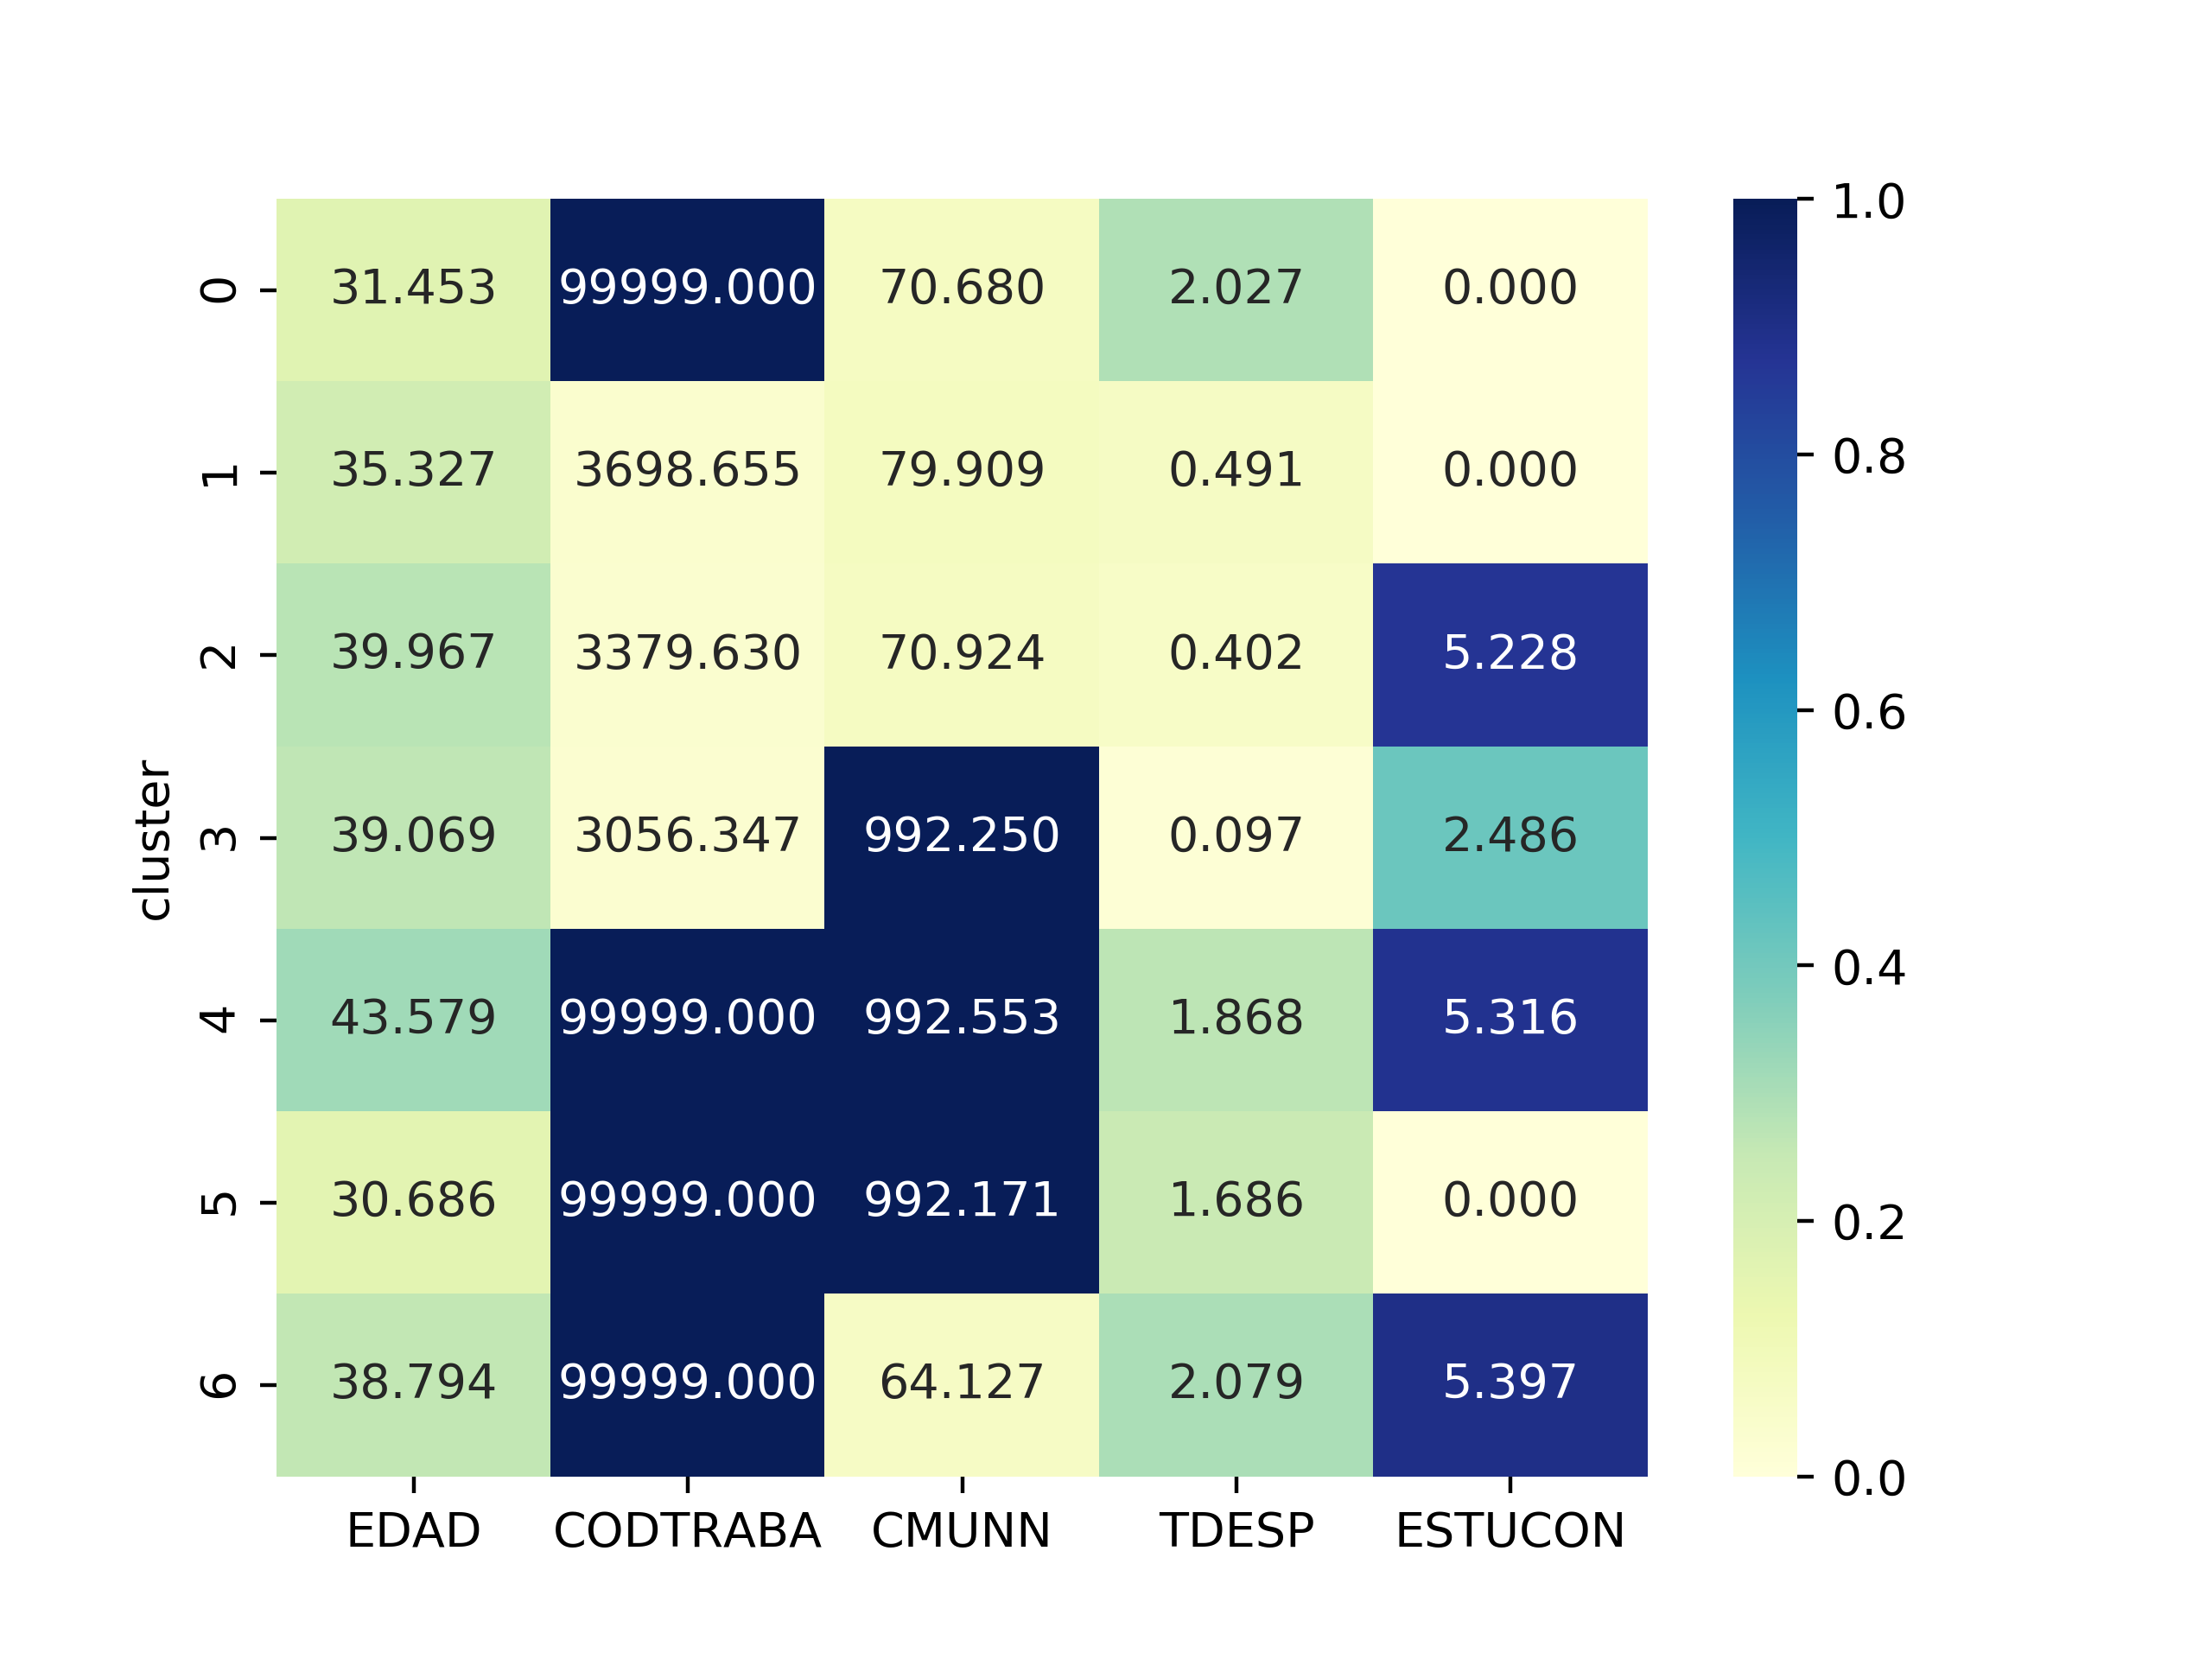 cluster
0 31.453 99999.000 70.680 2.027 0.000
1 35.327 3698.655 79.909 0.491 0.000
2 39.967 3379.630 70.924 0.402 5.228
3 39.069 3056.347 992.250 0.097 2.486
4 43.579 99999.000 992.553 1.868 5.316
5 30.686 99999.000 992.171 1.686 0.000
6 38.794 99999.000 64.127 2.079 5.397
EDAD CODTRABA CMUNN TDESP ESTUCON
1.0
0.8
0.6
0.4
0.2
0.0